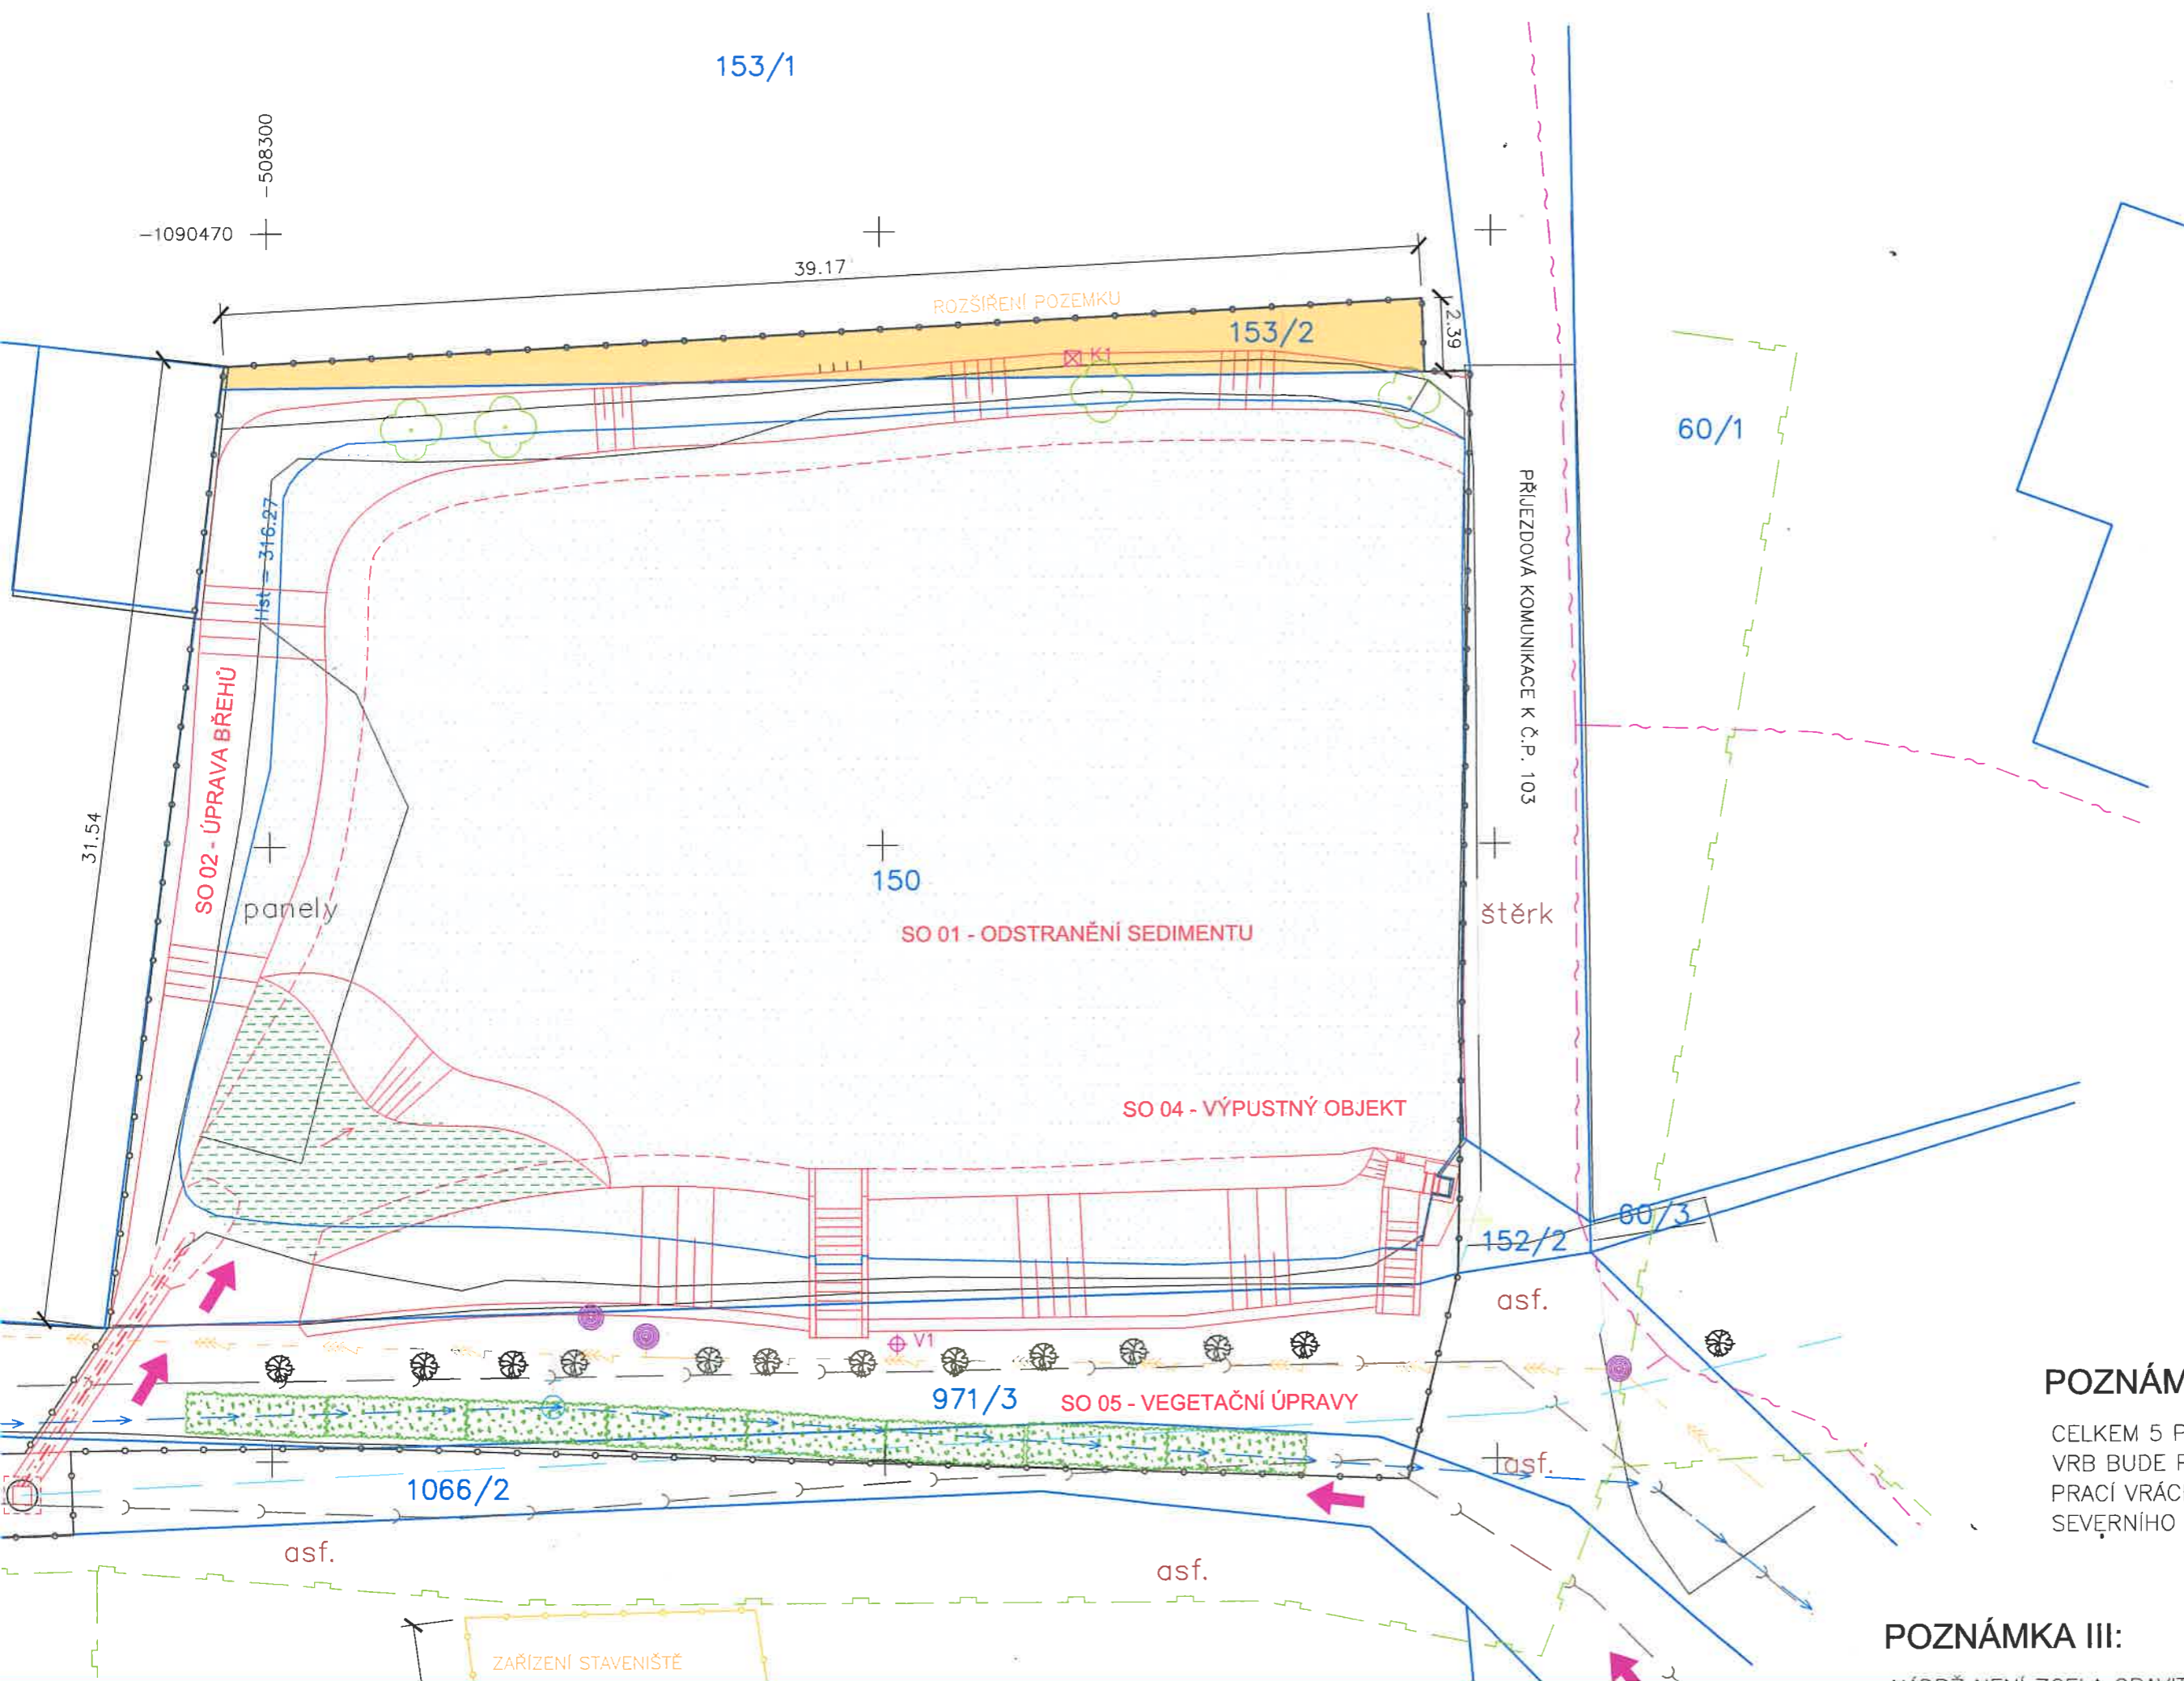 153/1
-508300
-1090470
39.17
ROZŠÍŘENÍ POZEMKU
153/2
2.39
K1
60/1
Hst = 316.27
PŘÍJEZDOVÁ KOMUNIKACE K Č.P. 103
SO 02 - ÚPRAVA BŘEHŮ
31.54
150
panely
štěrk
SO 01 - ODSTRANĚNÍ SEDIMENTU
SO 04 - VÝPUSTNÝ OBJEKT
60/3
152/2
asf.
V1
971/3
SO 05 - VEGETAČNÍ ÚPRAVY
POZNÁM
CELKEM 5 P
VRB BUDE
PRACÍ VRÁC
SEVERNÍHO
asf.
1066/2
asf.
asf.
ZAŘÍZENÍ STAVENIŠTĚ
POZNÁMKA III: